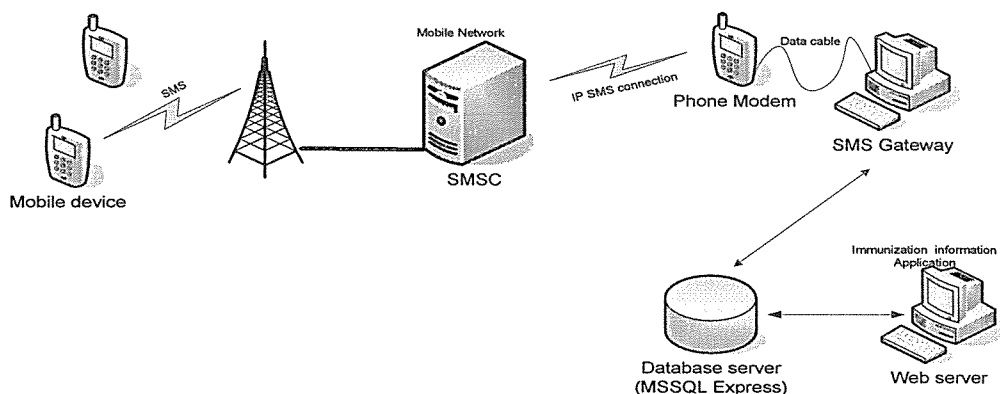 Mobile Network
Data cable
SMS
IP SMS connection
Phone Modem
SMS Gateway
SMSC
Mobile device
Immunization information
Application
Database server
(MSSQL Express)
Web server